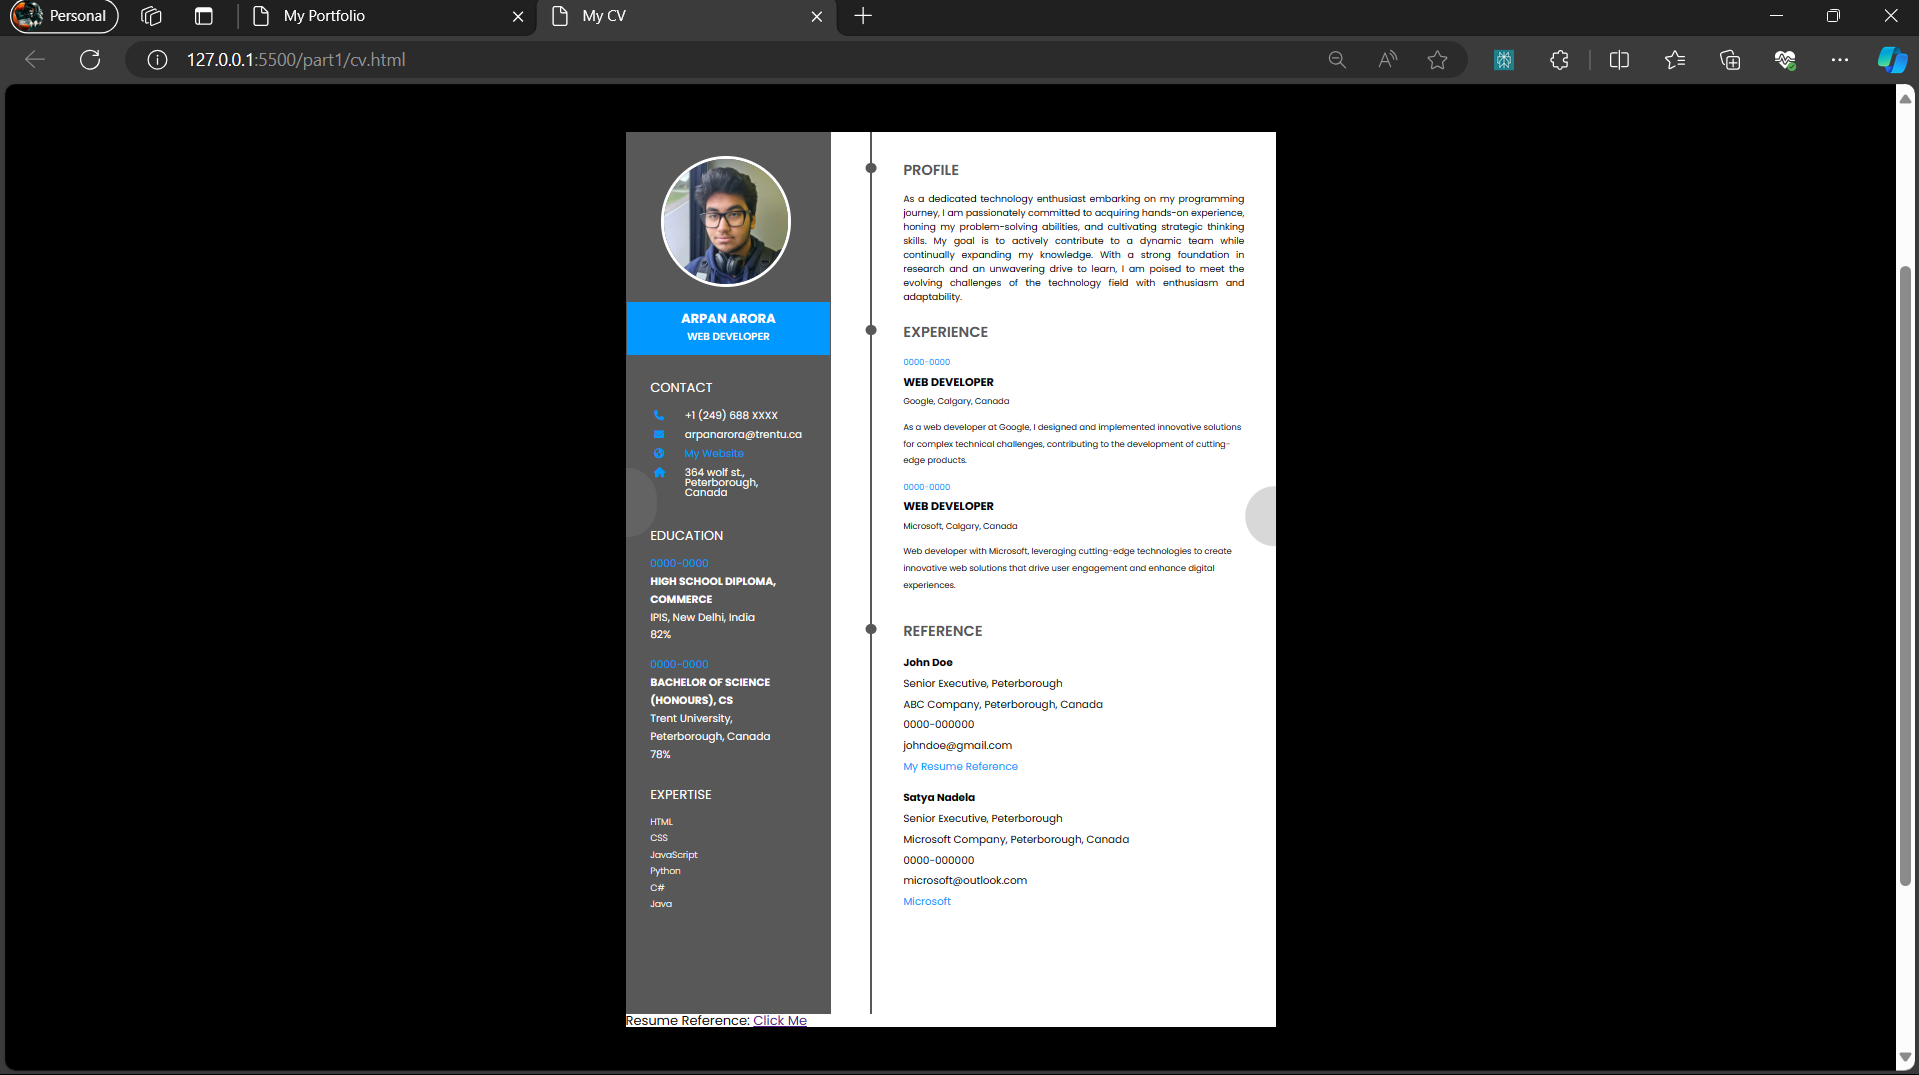 Personal
My Portfolio
My CV
127.0.0.1:5500/part1/cv.html
ARPAN ARORA
WEB DEVELOPER
CONTACT
+1 (249) 688 XXXX
arpanarora@trentu.ca
My Website
364 wolf st.,
Peterborough,
Canada
EDUCATION
0000-0000
HIGH SCHOOL DIPLOMA,
COMMERCE
IPIS, New Delhi, India
82%
0000-0000
BACHELOR OF SCIENCE
(HONOURS), CS
Trent University,
Peterborough, Canada
78%
EXPERTISE
HTML
CSS
JavaScript
Python
C#
Java
PROFILE
As a dedicated technology enthusiast embarking on my programming
journey, I am passionately committed to acquiring hands-on experience,
honing my problem-solving abilities, and cultivating strategic thinking
skills. My goal is to actively contribute to a dynamic team while
continually expanding my knowledge. With a strong foundation in
research and an unwavering drive to learn, I am poised to meet the
evolving challenges of the technology field with enthusiasm and
adaptability.
EXPERIENCE
0000-0000
WEB DEVELOPER
Google, Calgary, Canada
As a web developer at Google, I designed and implemented innovative solutions
for complex technical challenges, contributing to the development of cutting-
edge products.
0000-0000
WEB DEVELOPER
Microsoft, Calgary, Canada
Web developer with Microsoft, leveraging cutting-edge technologies to create
innovative web solutions that drive user engagement and enhance digital
experiences.
REFERENCE
John Doe
Senior Executive, Peterborough
ABC Company, Peterborough, Canada
0000-000000
johndoe@gmail.com
My Resume Reference
Satya Nadela
Senior Executive, Peterborough
Microsoft Company, Peterborough, Canada
0000-000000
microsoft@outlook.com
Microsoft
Resume Reference: Click Me